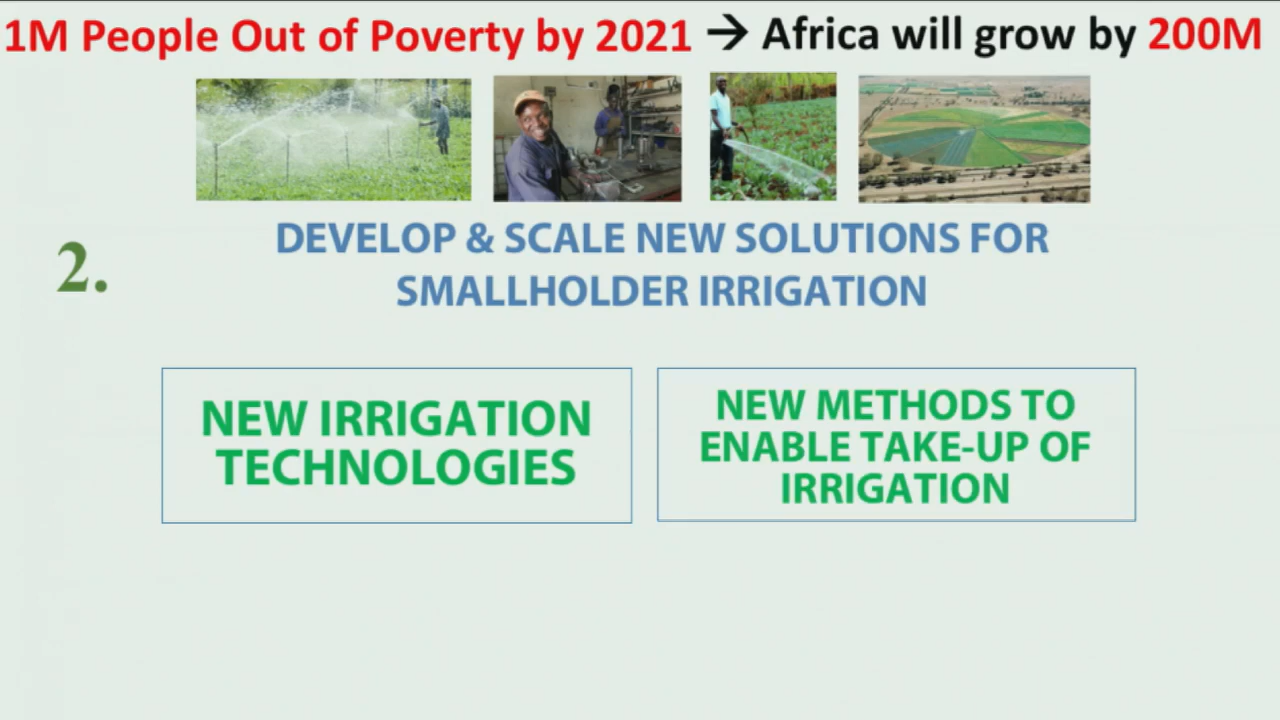 1M People Out of Poverty by 2021 → Africa will grow by 200M
2.
DEVELOP & SCALE NEW SOLUTIONS FOR
SMALLHOLDER IRRIGATION
NEW IRRIGATION
TECHNOLOGIES
NEW METHODS TO
ENABLE TAKE-UP OF
IRRIGATION